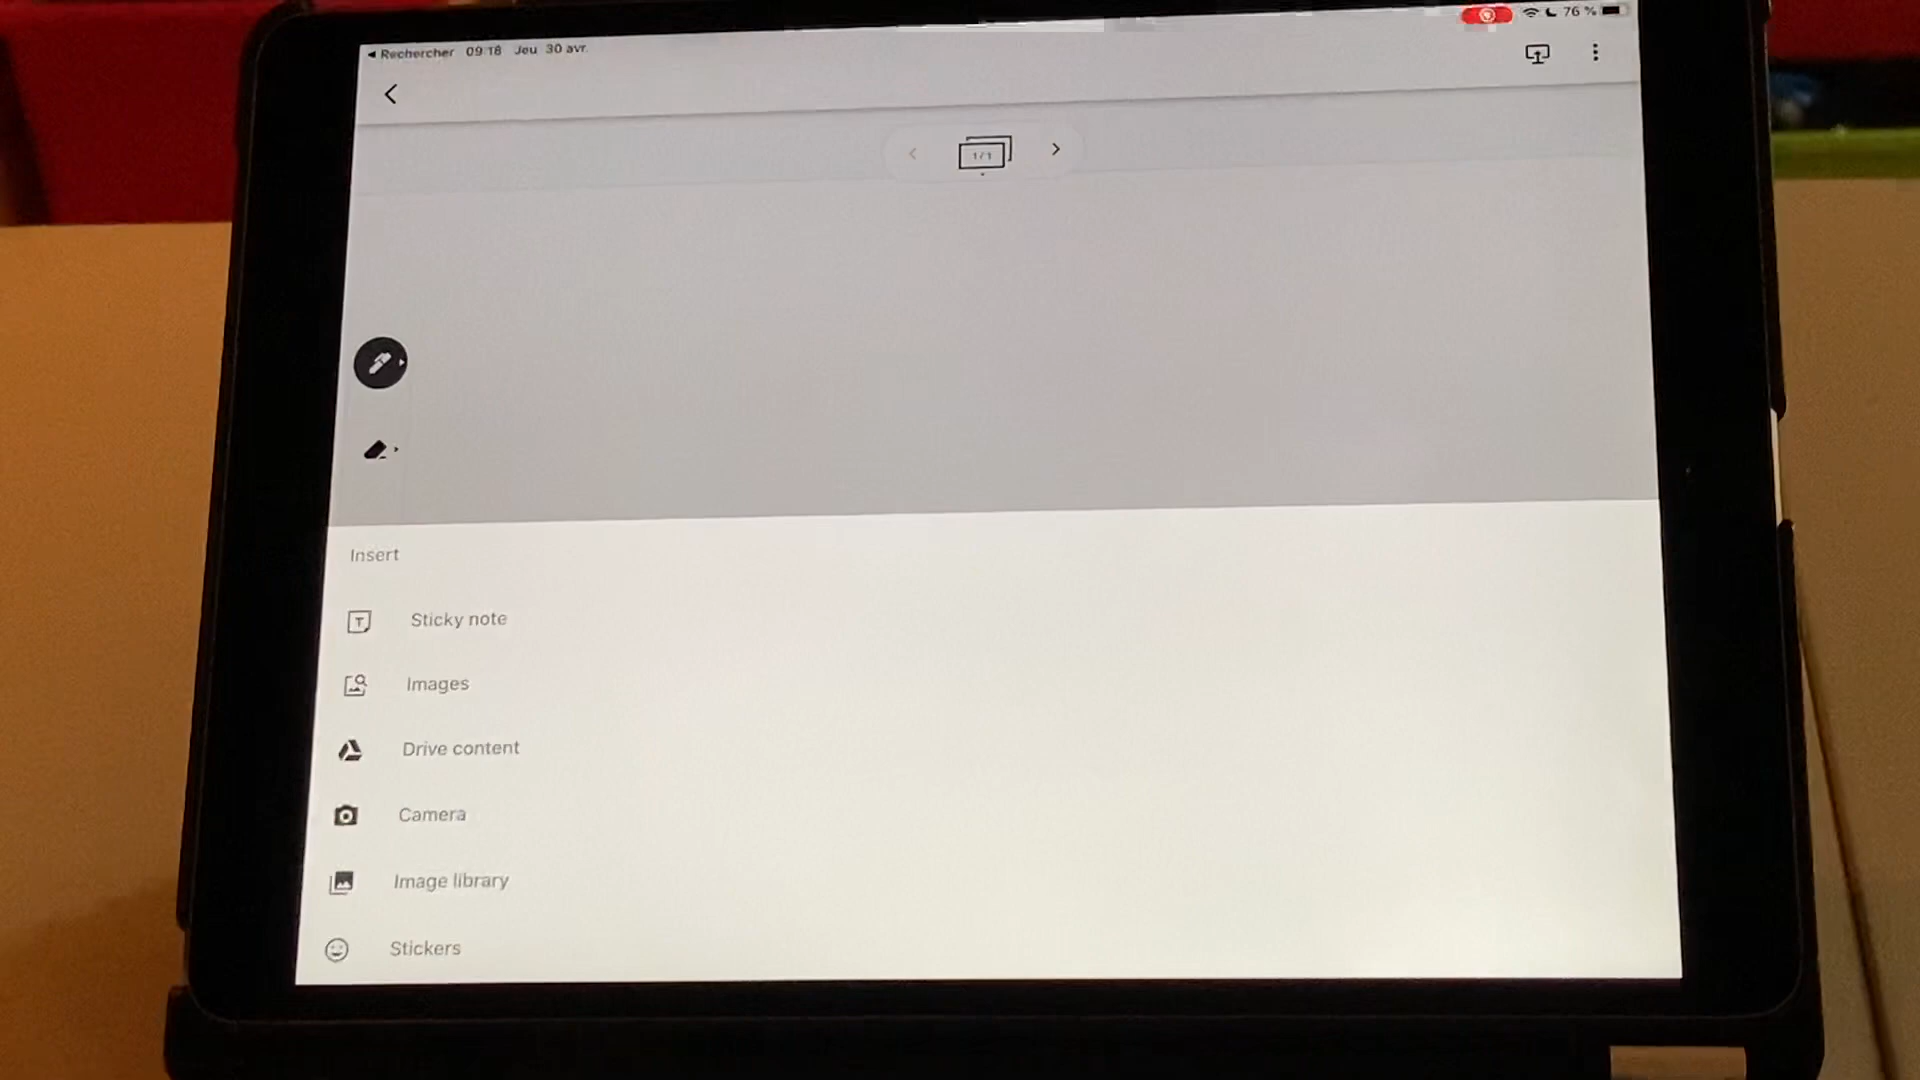 ◄ Rechercher 09:18 Jeu 30 avr. 76 %
1/1
Insert
T Sticky note
Images
Drive content
Camera
Image library
Stickers